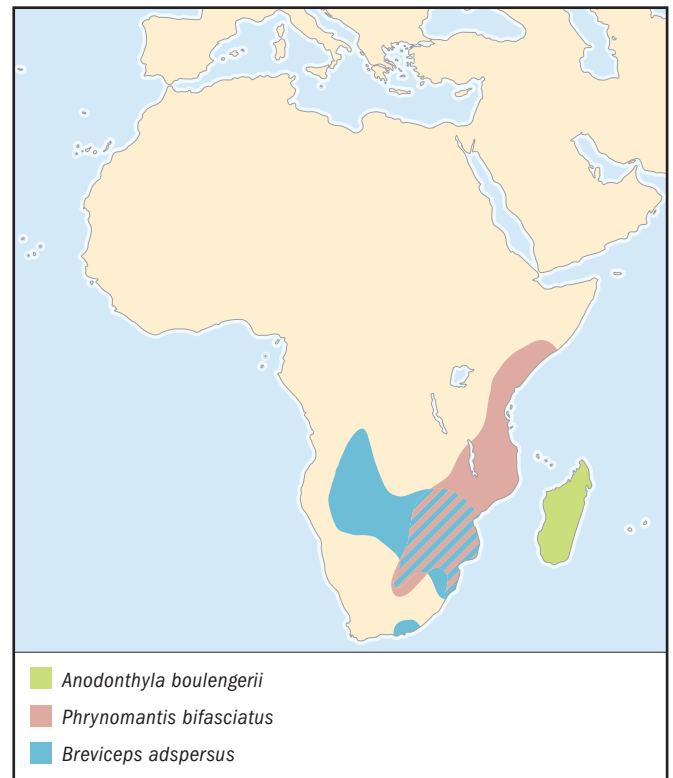 Anodonthyla boulengerii
Phrynomantis bifasciatus
Breviceps adspersus